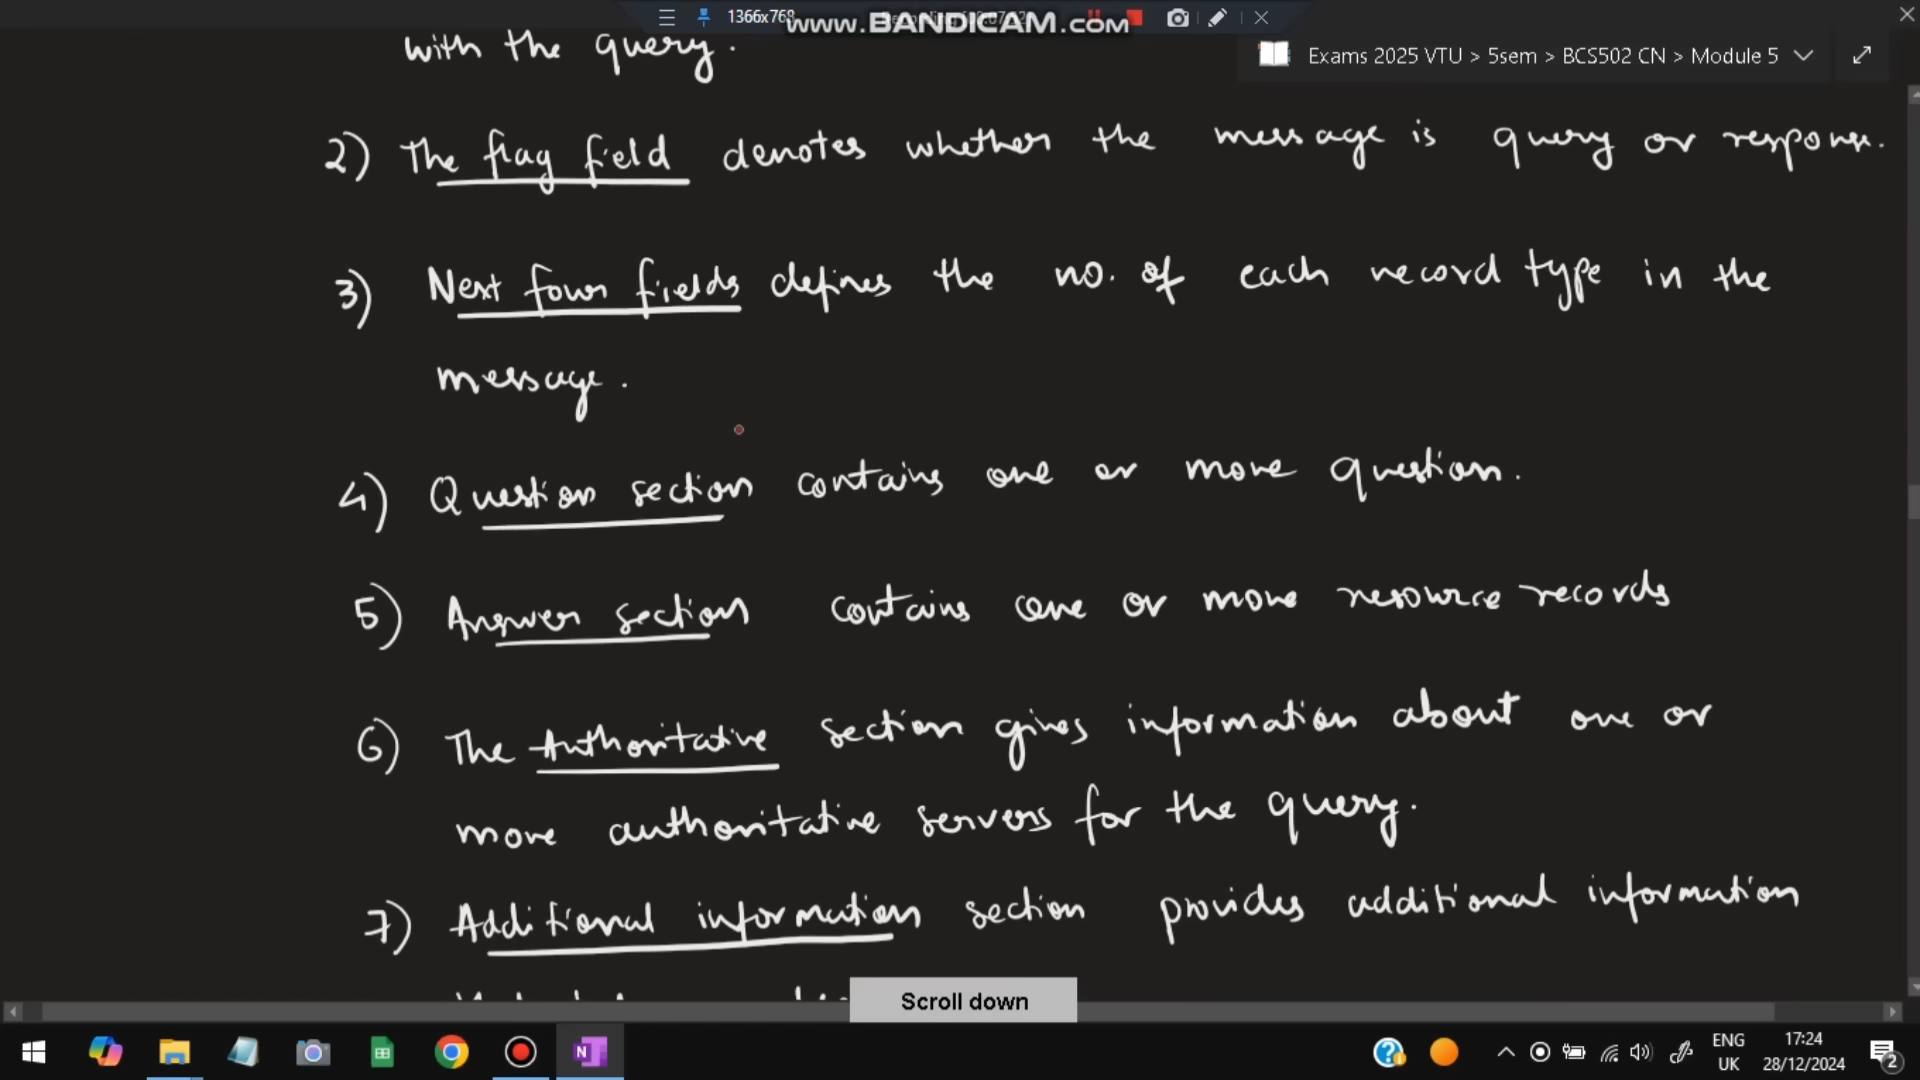 1366x768
www.BANDICAM.com
with the query.
Exams 2025 VTU > 5sem > BCS502 CN > Module 5
2) The flag field denotes whether the message is query or response.
3) Next four fields defines the no. of each record type in the
message.
4) Question section contains one or more question.
5) Answer section contains one or more resource records
6) The Authoritative section gives information about one or
more authoritative servers for the query.
7) Additional information section provides additional information
Scroll down
ENG
UK
17:24
28/12/2024
2